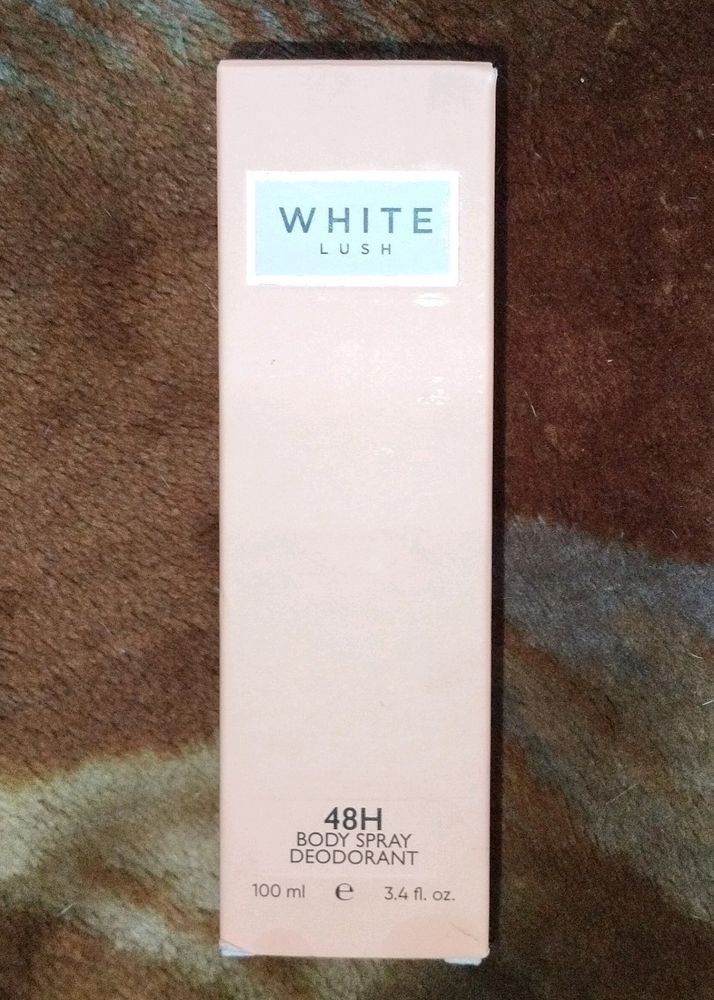 WHITE
LUSH
48H
BODY SPRAY
DEODORANT
100 ml ℮ 3.4 fl. oz.